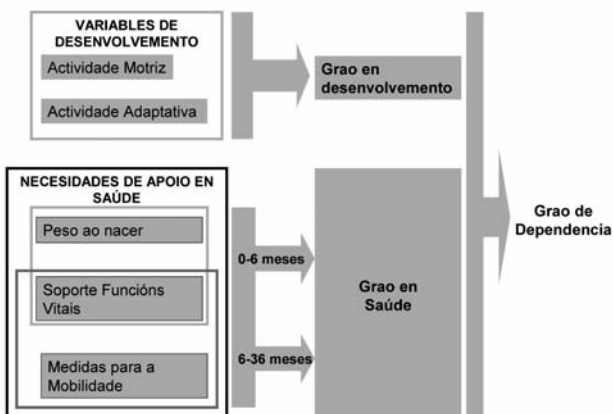 VARIABLES DE
DESENVOLVEMENTO
Actividade Motriz
Actividade Adaptativa
Grao en
desenvolvemento
NECESIDADES DE APOIO EN
SAÚDE
Peso ao nacer
Soporte Funcións
Vitais
Medidas para a
Mobilidade
0-6 meses
6-36 meses
Grao en
Saúde
Grao de
Dependencia